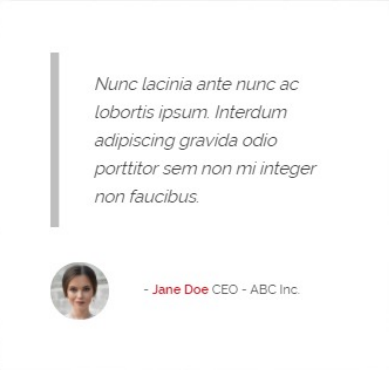 Nunc lacinia ante nunc ac
lobortis ipsum. Interdum
adipiscing gravida odio
porttitor sem non mi integer
non faucibus.
- Jane Doe CEO - ABC Inc.